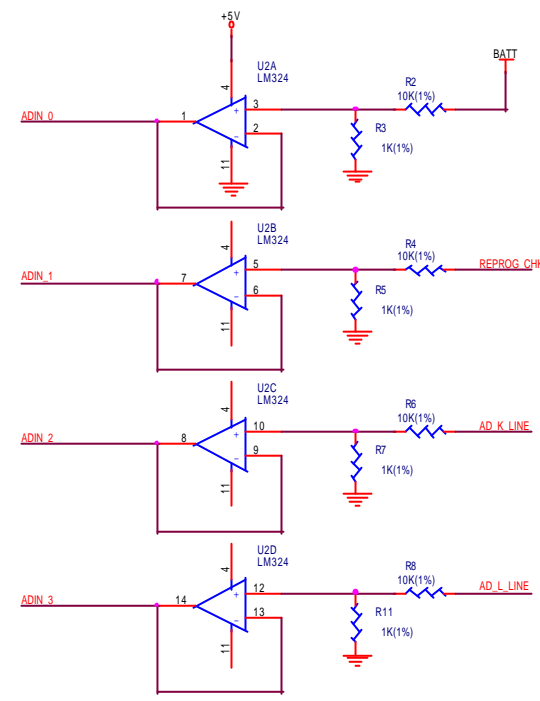 +5V
BATT
U2A
LM324
4
R2
10K(1%)
ADIN_0
1
3
+
R3
2
-
1K(1%)
11
U2B
LM324
4
R4
10K(1%)
ADIN_1
7
5
+
REPROG_CHK
R5
6
-
1K(1%)
11
U2C
LM324
4
R6
10K(1%)
ADIN_2
8
10
+
AD_K_LINE
R7
9
-
1K(1%)
11
U2D
LM324
4
R8
10K(1%)
ADIN_3
14
12
+
AD_L_LINE
R11
13
-
1K(1%)
11